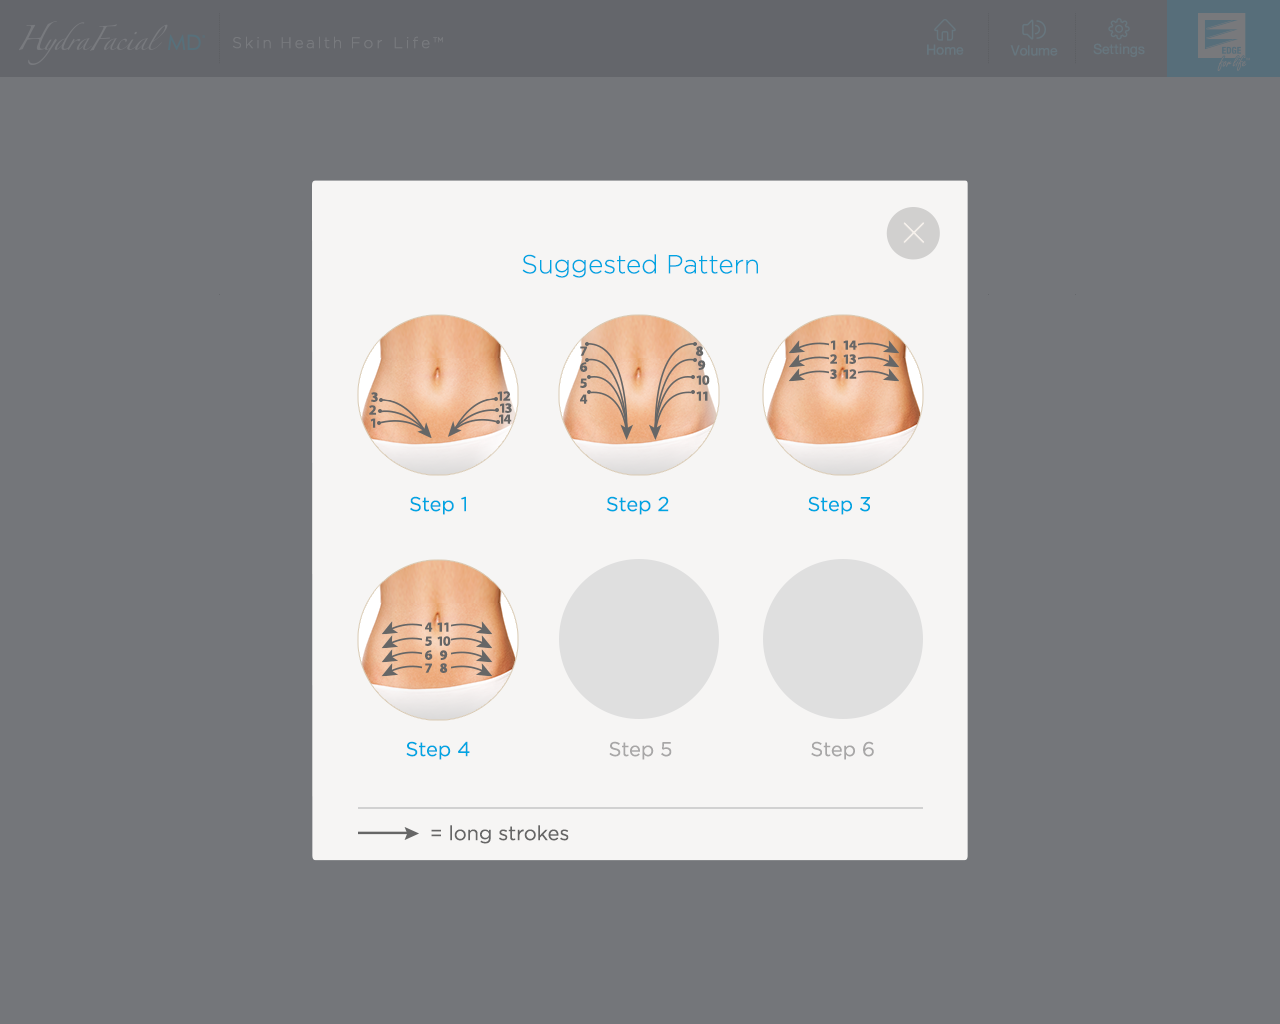 HydraFacial MD
Skin Health For Life™
Home
Volume
Settings
EDGE
for life
Suggested Pattern
3
2
1
12
13
14
7
6
5
4
8
9
10
11
1 14
2 13
3 12
Step 1
Step 2
Step 3
4 11
5 10
6 9
7 8
Step 4
Step 5
Step 6
= long strokes